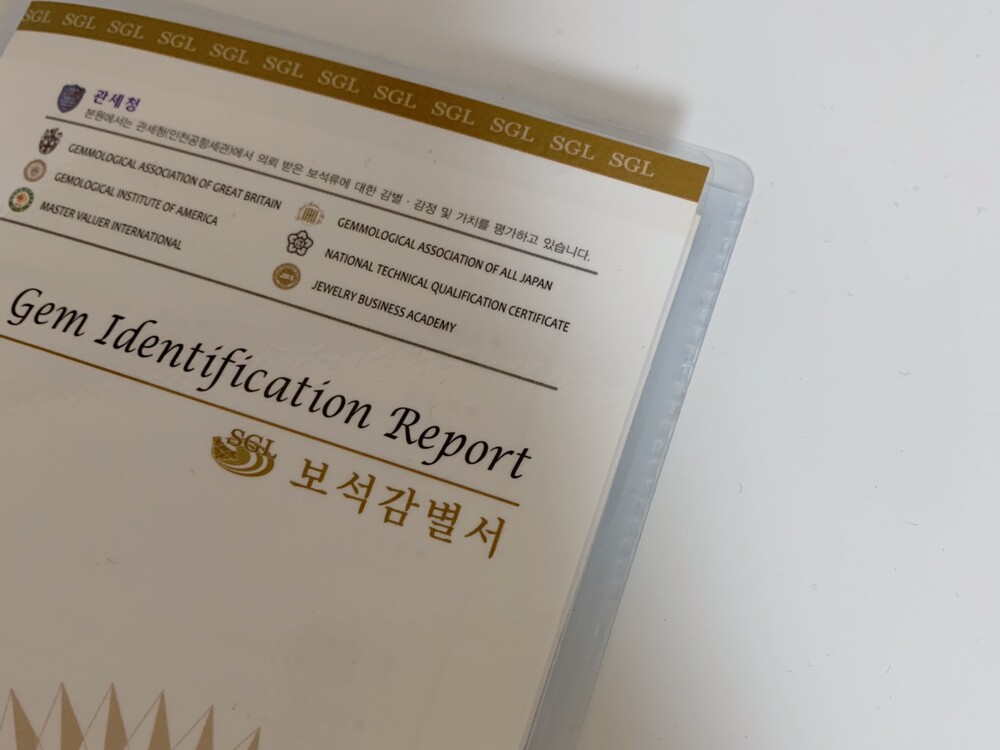 SGL SGL SGL SGL SGL SGL SGL SGL SGL SGL SGL SGL
관세청
본원에서는 관세청(인천공항세관)에서 의뢰 받은 보석류에 대한 감별 · 감정 및 가치를 평가하고 있습니다.
GEMMOLOGICAL ASSOCIATION OF GREAT BRITAIN
GEMOLOGICAL INSTITUTE OF AMERICA
MASTER VALUER INTERNATIONAL
GEMMOLOGICAL ASSOCIATION OF ALL JAPAN
NATIONAL TECHNICAL QUALIFICATION CERTIFICATE
JEWELRY BUSINESS ACADEMY
Gem Identification Report
SGL 보석감별서